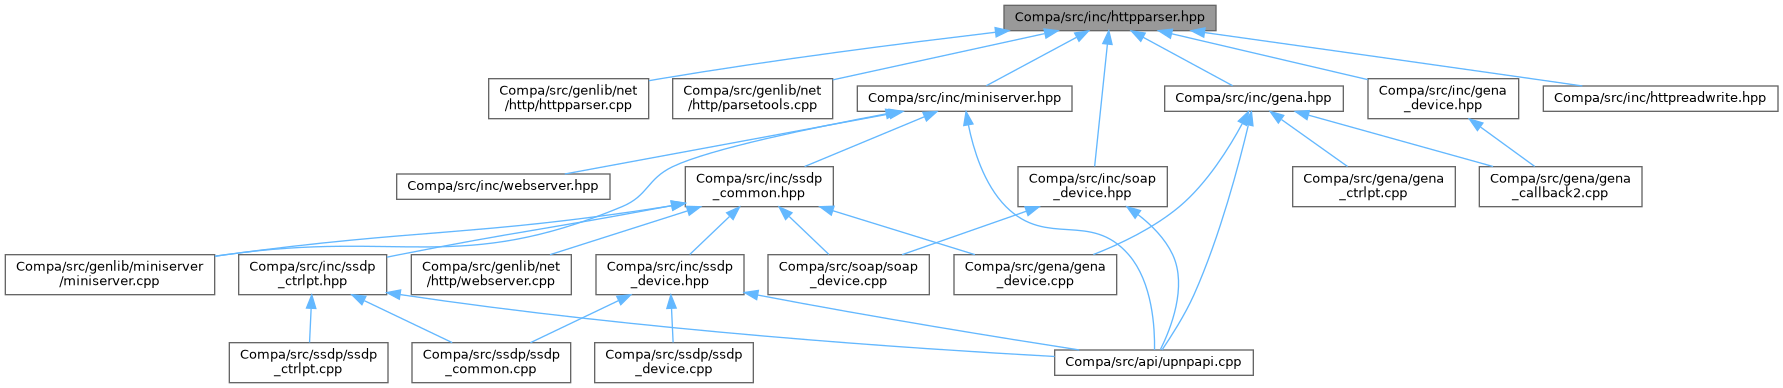 Compa/src/inc/httpparser.hpp
Compa/src/genlib/net
/http/httpparser.cpp
Compa/src/genlib/net
/http/parsetools.cpp
Compa/src/inc/miniserver.hpp
Compa/src/inc/gena.hpp
Compa/src/inc/gena
_device.hpp
Compa/src/inc/httpreadwrite.hpp
Compa/src/inc/webserver.hpp
Compa/src/inc/ssdp
_common.hpp
Compa/src/inc/soap
_device.hpp
Compa/src/gena/gena
_ctrlpt.cpp
Compa/src/gena/gena
_callback2.cpp
Compa/src/genlib/miniserver
/miniserver.cpp
Compa/src/inc/ssdp
_ctrlpt.hpp
Compa/src/genlib/net
/http/webserver.cpp
Compa/src/inc/ssdp
_device.hpp
Compa/src/soap/soap
_device.cpp
Compa/src/gena/gena
_device.cpp
Compa/src/ssdp/ssdp
_ctrlpt.cpp
Compa/src/ssdp/ssdp
_common.cpp
Compa/src/ssdp/ssdp
_device.cpp
Compa/src/api/upnpapi.cpp